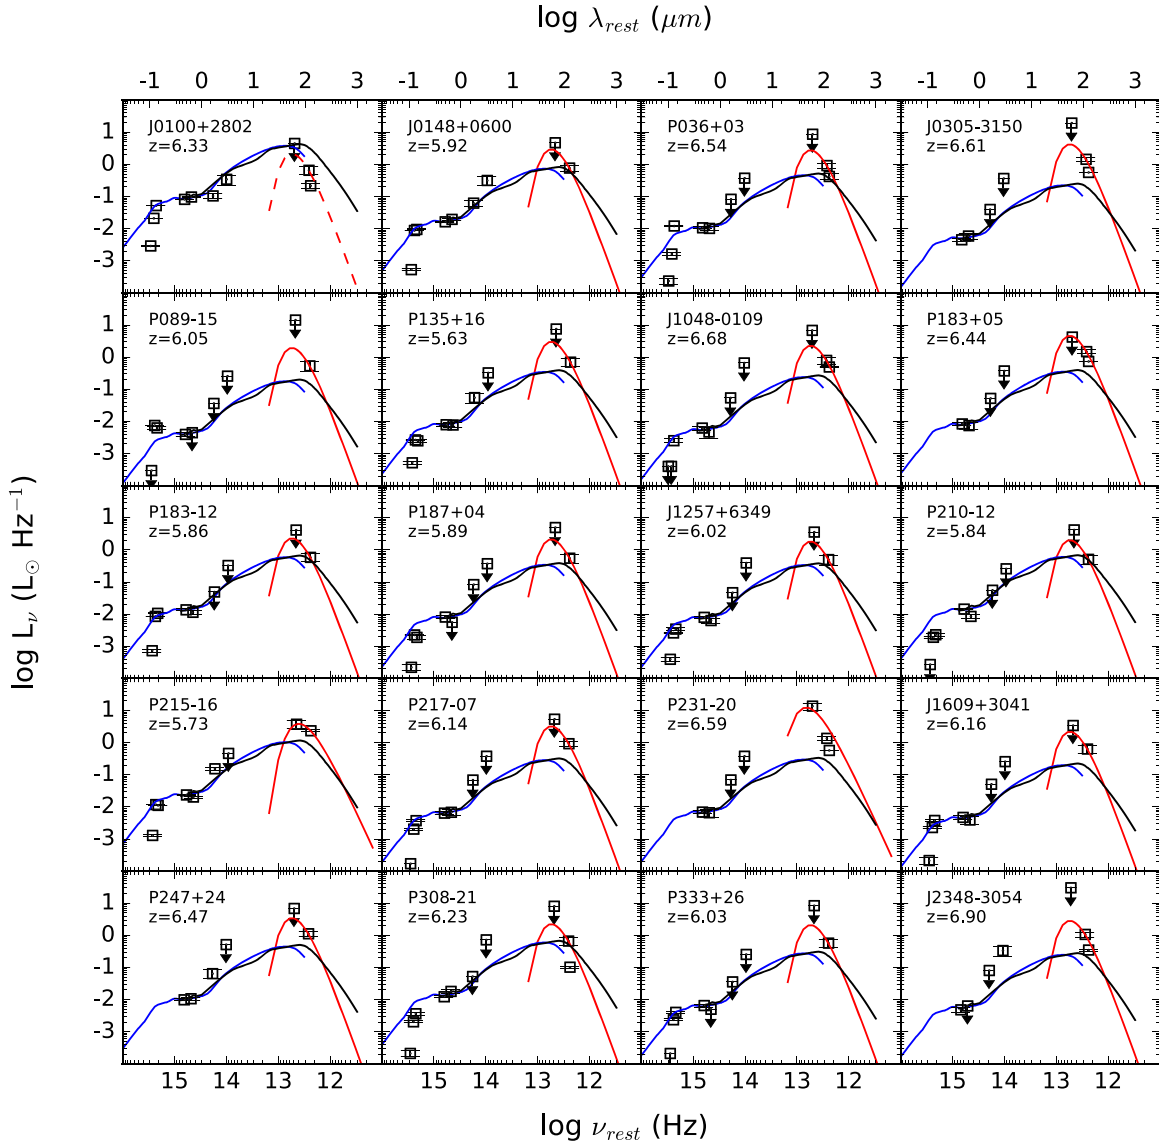 log λrest (μm)
-1 0 1 2 3 -1 0 1 2 3 -1 0 1 2 3 -1 0 1 2 3
J0100+2802 J0148+0600 P036+03 J0305-3150
z=6.33 z=5.92 z=6.54 z=6.61
1
0
-1
-2
-3
P089-15 P135+16 J1048-0109 P183+05
z=6.05 z=5.63 z=6.68 z=6.44
1
0
-1
-2
-3
log Lν (L⊙ Hz⁻¹)
P183-12 P187+04 J1257+6349 P210-12
z=5.86 z=5.89 z=6.02 z=5.84
1
0
-1
-2
-3
P215-16 P217-07 P231-20 J1609+3041
z=5.73 z=6.14 z=6.59 z=6.16
1
0
-1
-2
-3
P247+24 P308-21 P333+26 J2348-3054
z=6.47 z=6.23 z=6.03 z=6.90
1
0
-1
-2
-3
15 14 13 12 15 14 13 12 15 14 13 12 15 14 13 12
log νrest (Hz)